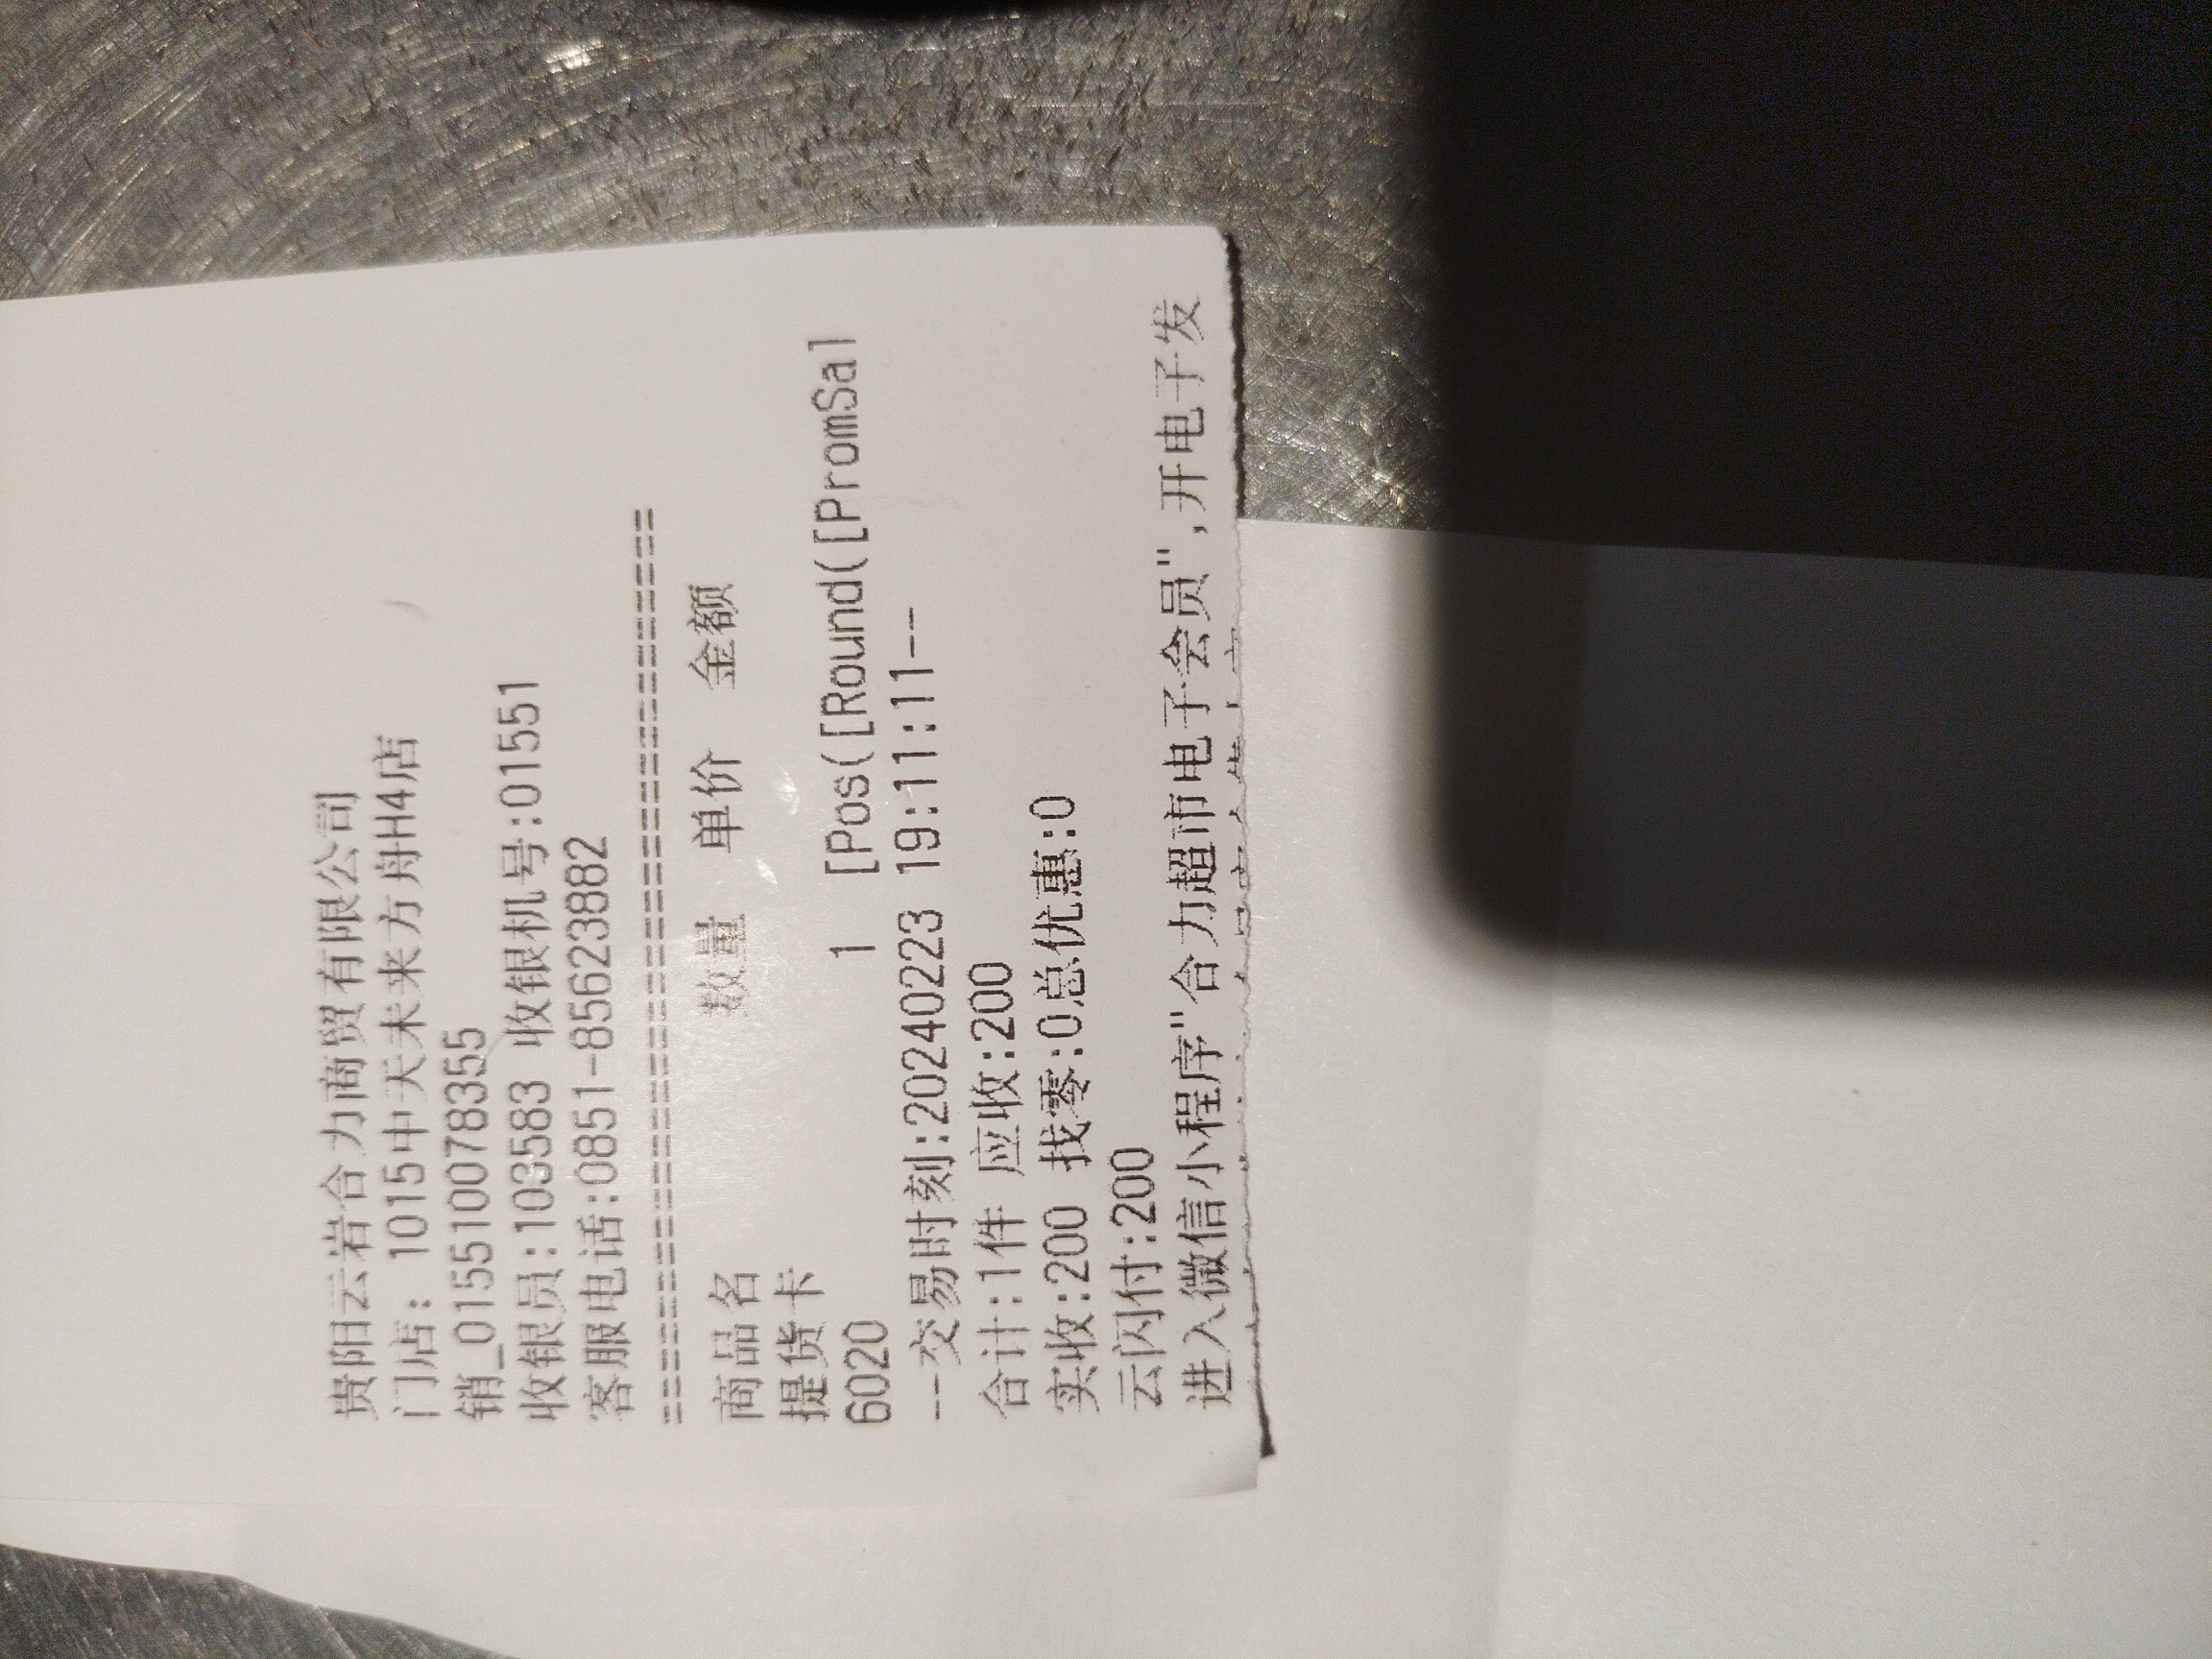 贵阳云岩合力商贸有限公司
门店: 1015中天未来方舟H4店
销_015510078355
收银员:103583 收银机号:01551
客服电话:0851-85623882
============================================
商品名 数量 单价 金额
提货卡
6020 1 [Pos([Round([PromSal
--交易时刻:20240223 19:11:11--
合计:1件 应收:200
实收:200 找零:0总优惠:0
云闪付:200
进入微信小程序"合力超市电子会员",开电子发